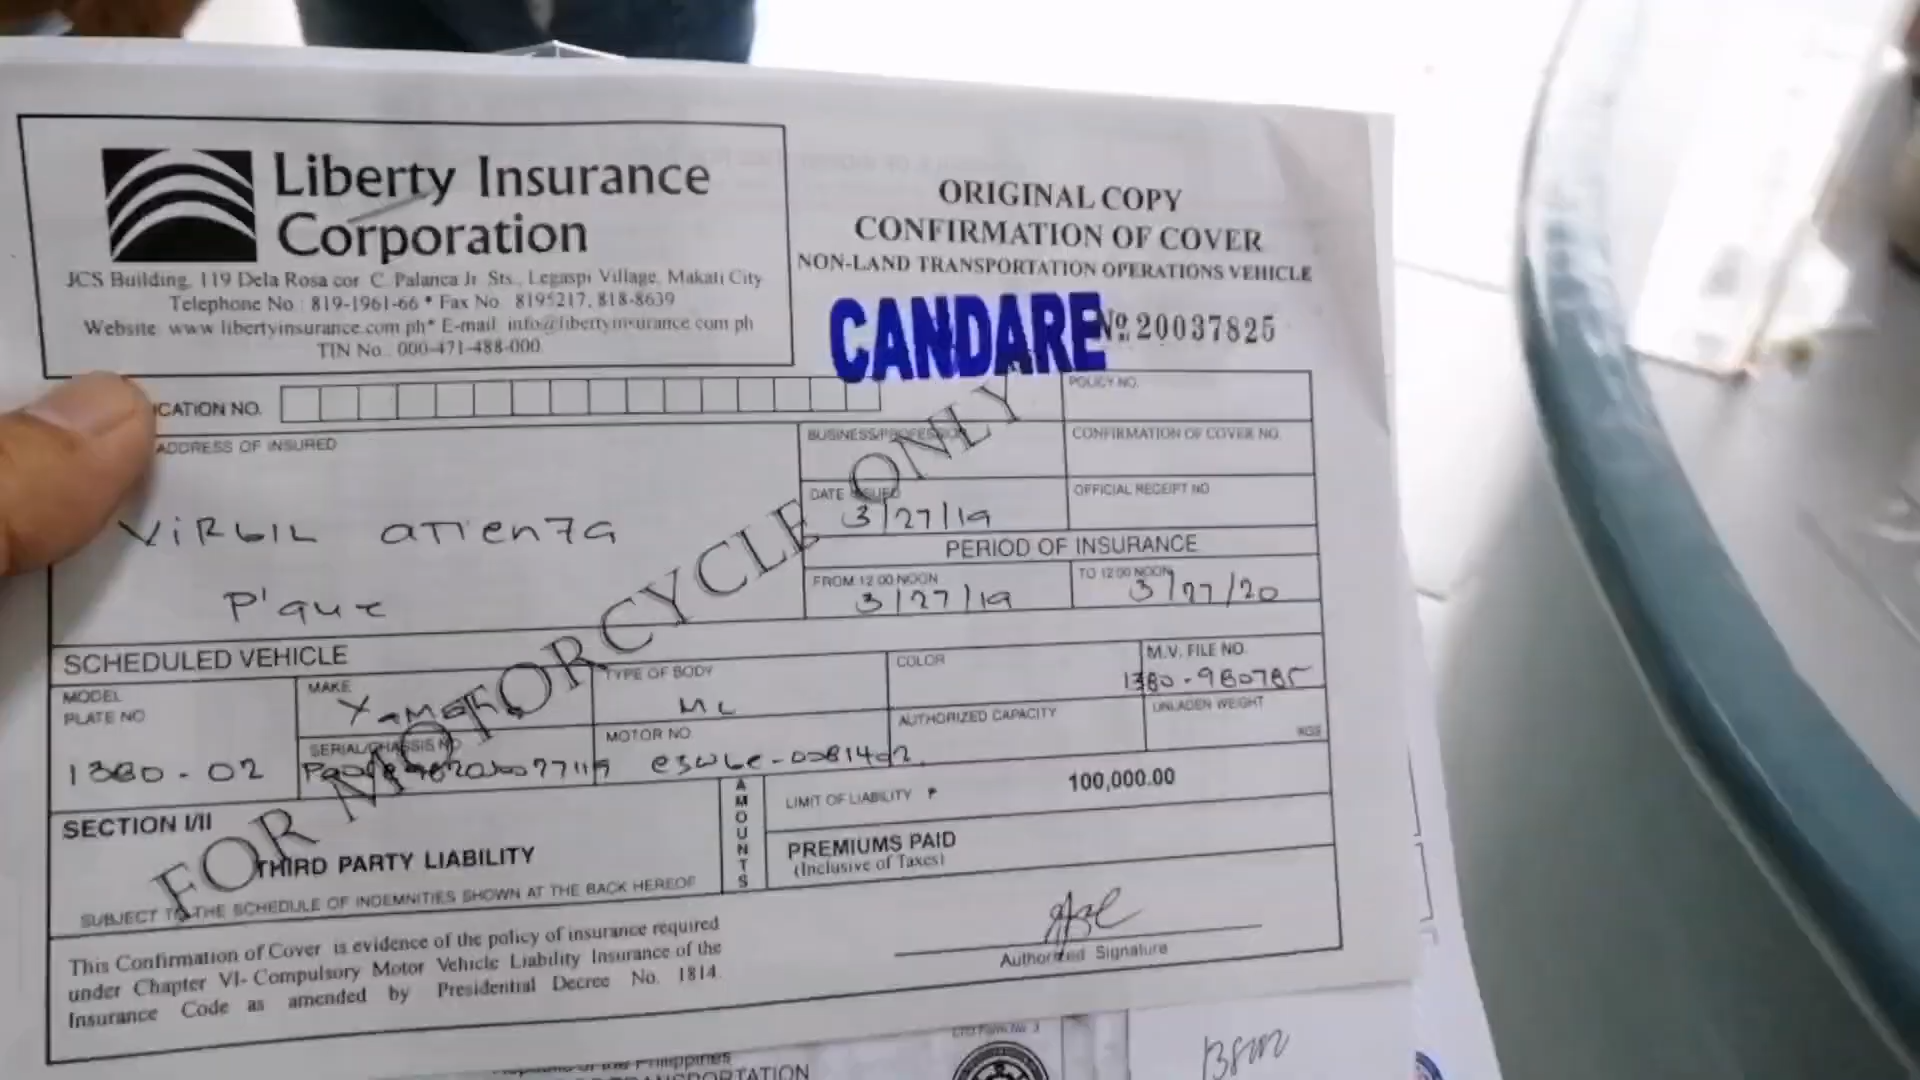 Liberty Insurance
Corporation
JCS Building, 119 Dela Rosa cor C. Palanca Jr. Sts., Legaspi Village, Makati City
Telephone No.: 819-1961-66 * Fax No. 8195217, 818-8639
Website: www.libertyinsurance.com.ph* E-mail: info@libertyinsurance.com.ph
TIN No.: 000-471-488-000
ORIGINAL COPY
CONFIRMATION OF COVER
NON-LAND TRANSPORTATION OPERATIONS VEHICLE
CANDARE
No. 20037825
ICATION NO.
POLICY NO.
ADDRESS OF INSURED
BUSINESS/PROFESSION
CONFIRMATION OF COVER NO.
DATE ISSUED
3/27/19
OFFICIAL RECEIPT NO
ViRGIL ATienza
P'que
PERIOD OF INSURANCE
FROM 12:00 NOON
3/27/19
TO 12:00 NOON
3/27/20
FOR MOTORCYCLE ONLY
SCHEDULED VEHICLE
MODEL
PLATE NO
1380-02
MAKE
YaMaha
TYPE OF BODY
MC
COLOR
M.V. FILE NO.
SERIAL/CHASSIS NO
MOTOR NO.
AUTHORIZED CAPACITY
UNLADEN WEIGHT
KGS
SECTION I/II
THIRD PARTY LIABILITY
SUBJECT TO THE SCHEDULE OF INDEMNITIES SHOWN AT THE BACK HEREOF
AMOUNTS
LIMIT OF LIABILITY ₱ 100,000.00
PREMIUMS PAID
(Inclusive of Taxes)
This Confirmation of Cover is evidence of the policy of insurance required
under Chapter VI- Compulsory Motor Vehicle Liability Insurance of the
Insurance Code as amended by Presidential Decree No. 1814.
Authorized Signature
Republic of the Philippines